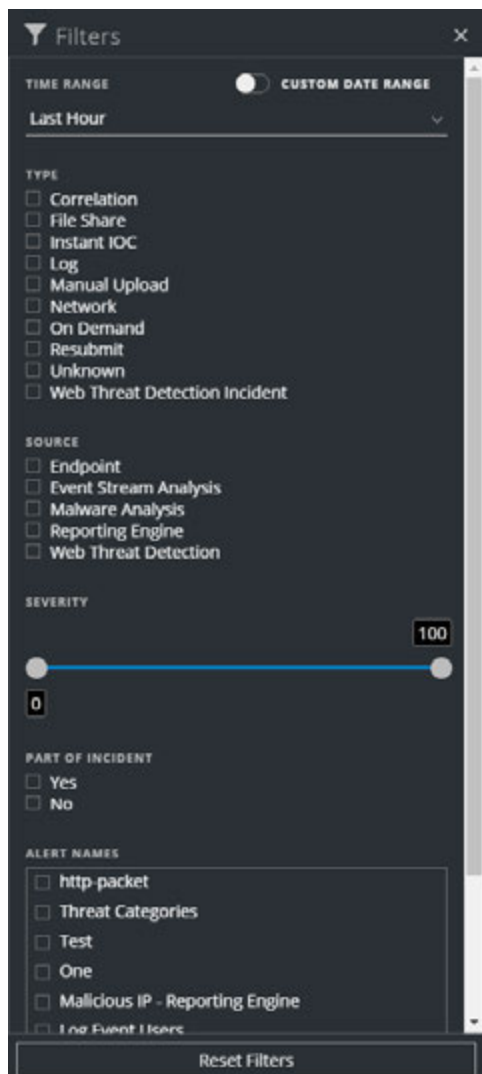 Filters
TIME RANGE CUSTOM DATE RANGE
Last Hour
TYPE
Correlation
File Share
Instant IOC
Log
Manual Upload
Network
On Demand
Resubmit
Unknown
Web Threat Detection Incident
SOURCE
Endpoint
Event Stream Analysis
Malware Analysis
Reporting Engine
Web Threat Detection
SEVERITY
100
0
PART OF INCIDENT
Yes
No
ALERT NAMES
http-packet
Threat Categories
Test
One
Malicious IP - Reporting Engine
Log Event Users
Reset Filters